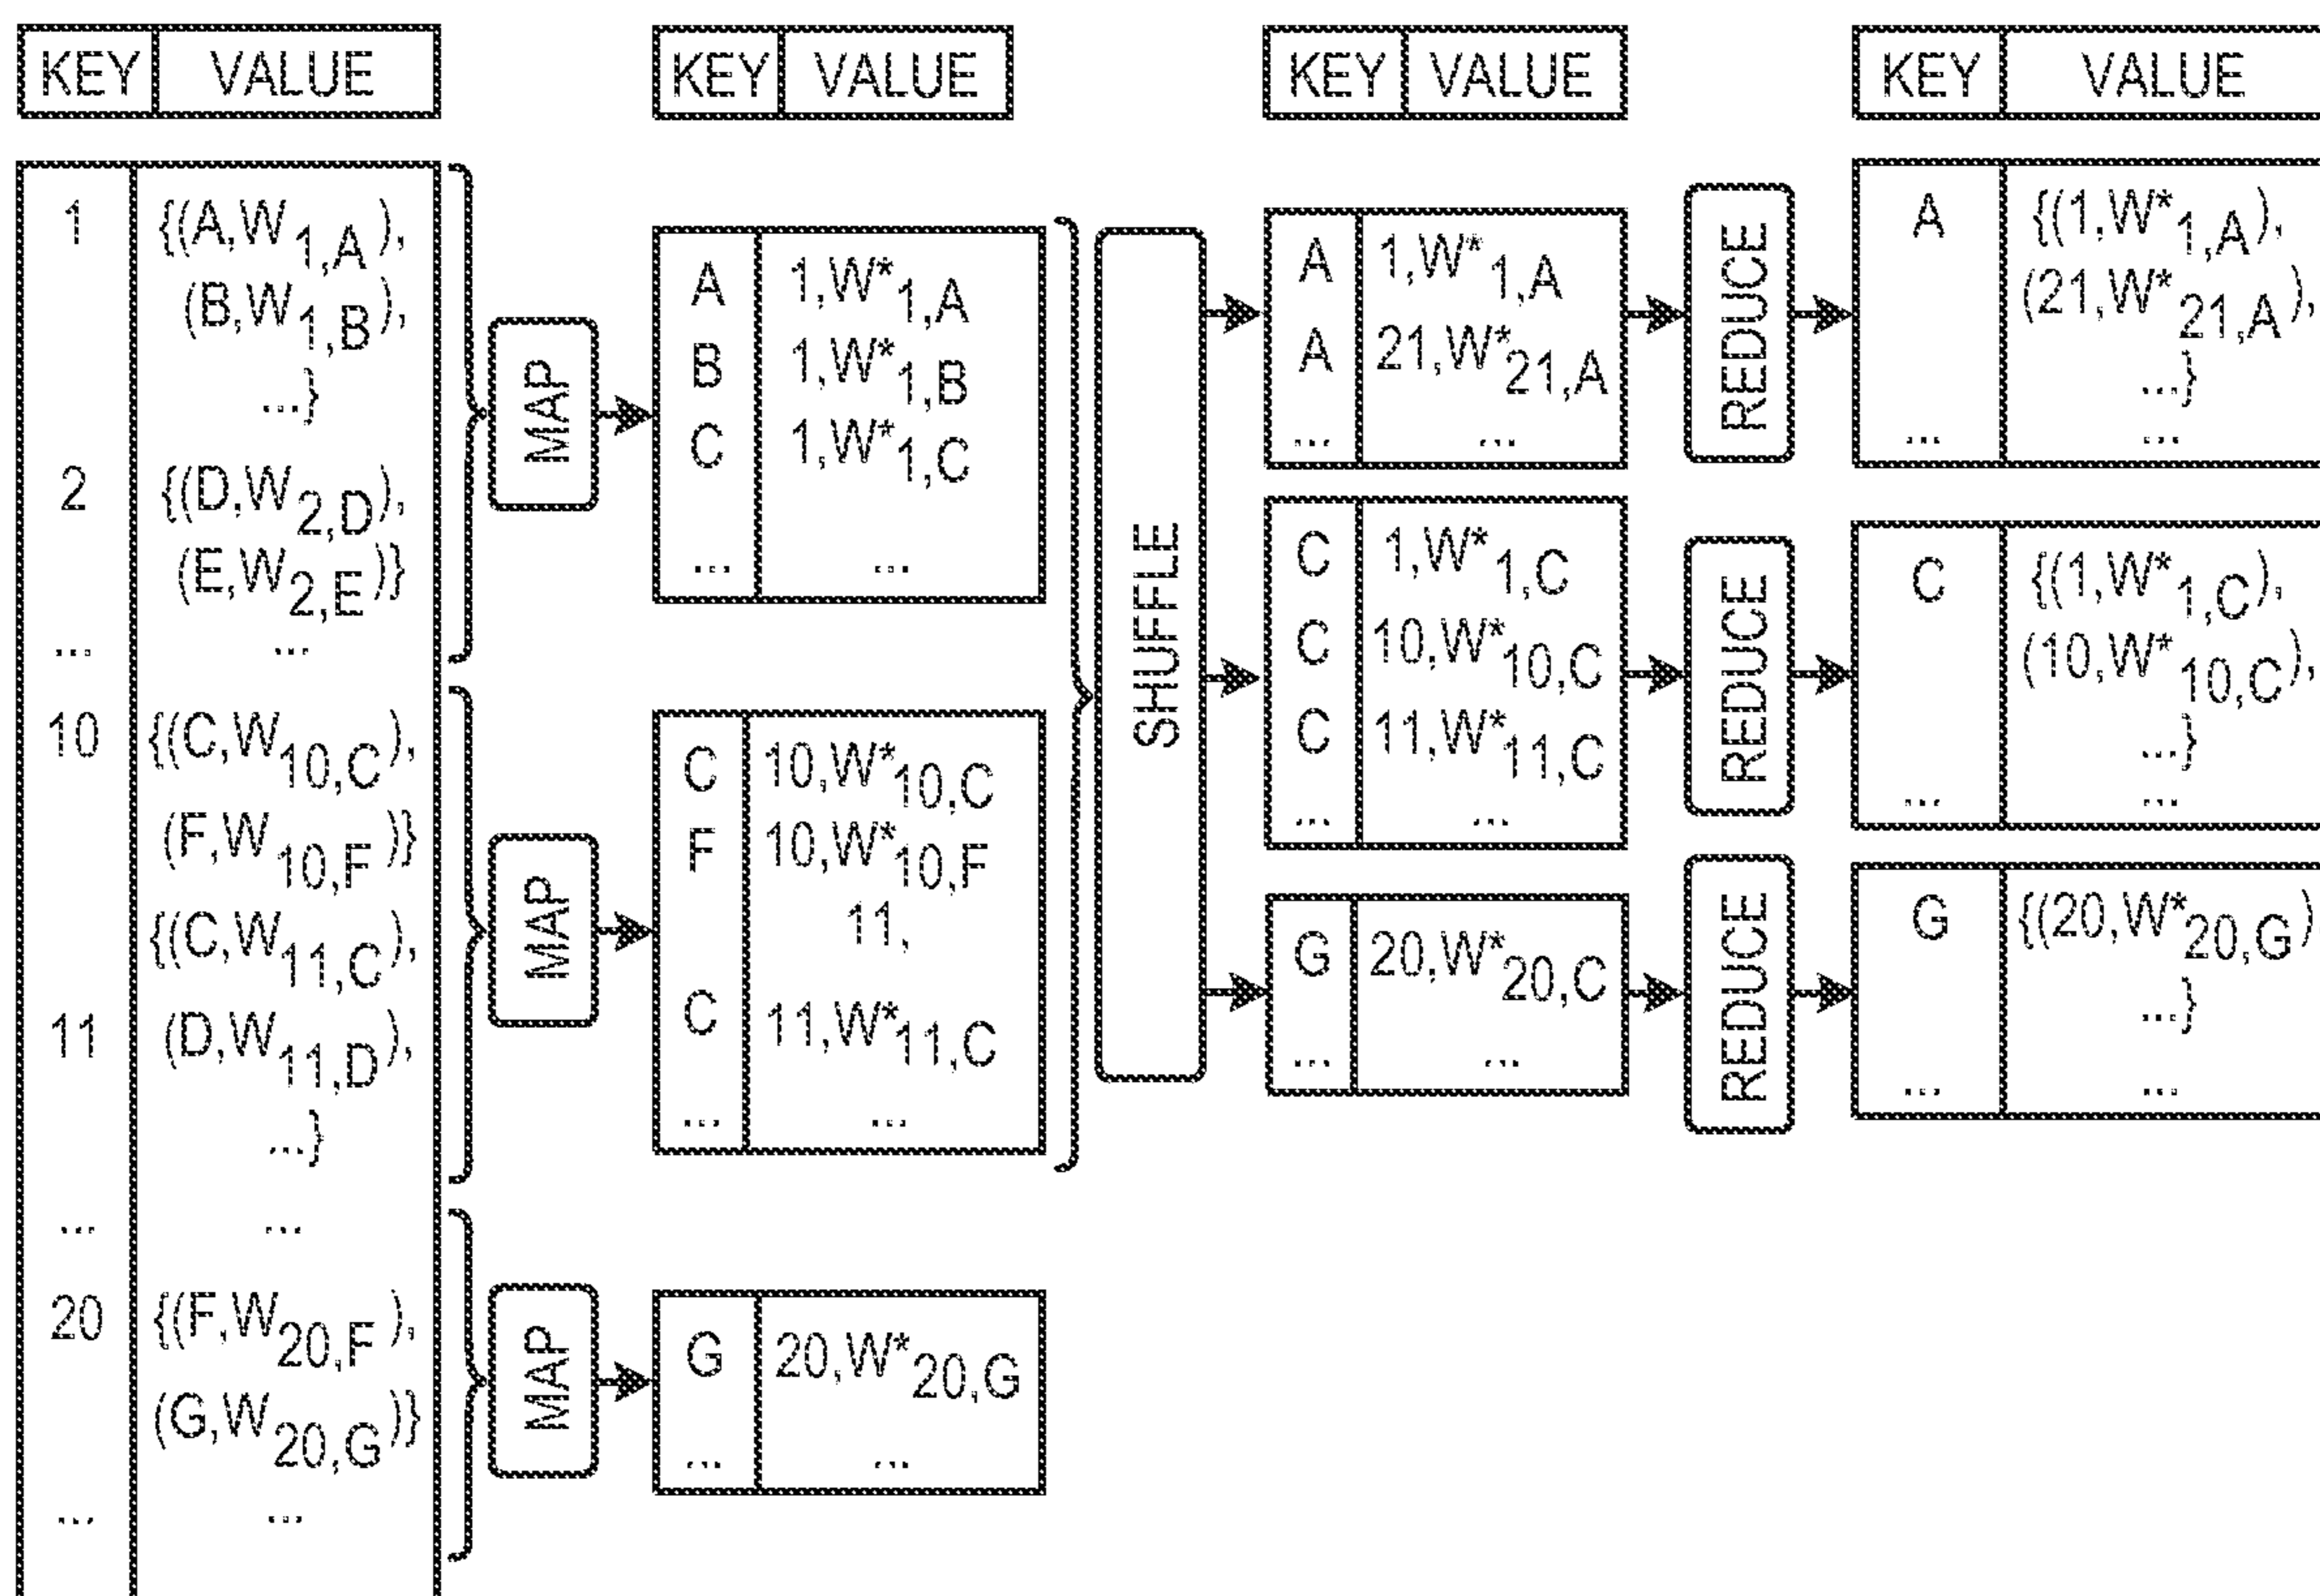 KEY VALUE
KEY VALUE
KEY VALUE
KEY VALUE
1 {(A,W1,A),
(B,W1,B),
...}
2 {(D,W2,D),
(E,W2,E)}
... ...
10 {(C,W10,C),
(F,W10,F)}
{(C,W11,C),
11 (D,W11,D),
...}
... ...
20 {(F,W20,F),
(G,W20,G)}
... ...
MAP
MAP
MAP
A 1,W*1,A
B 1,W*1,B
C 1,W*1,C
... ...
C 10,W*10,C
F 10,W*10,F
11,
C 11,W*11,C
... ...
G 20,W*20,G
... ...
SHUFFLE
A 1,W*1,A
A 21,W*21,A
... ...
C 1,W*1,C
C 10,W*10,C
C 11,W*11,C
... ...
G 20,W*20,C
... ...
REDUCE
REDUCE
REDUCE
A {(1,W*1,A),
(21,W*21,A),
...}
... ...
C {(1,W*1,C),
(10,W*10,C),
...}
... ...
G {(20,W*20,G),
...}
... ...